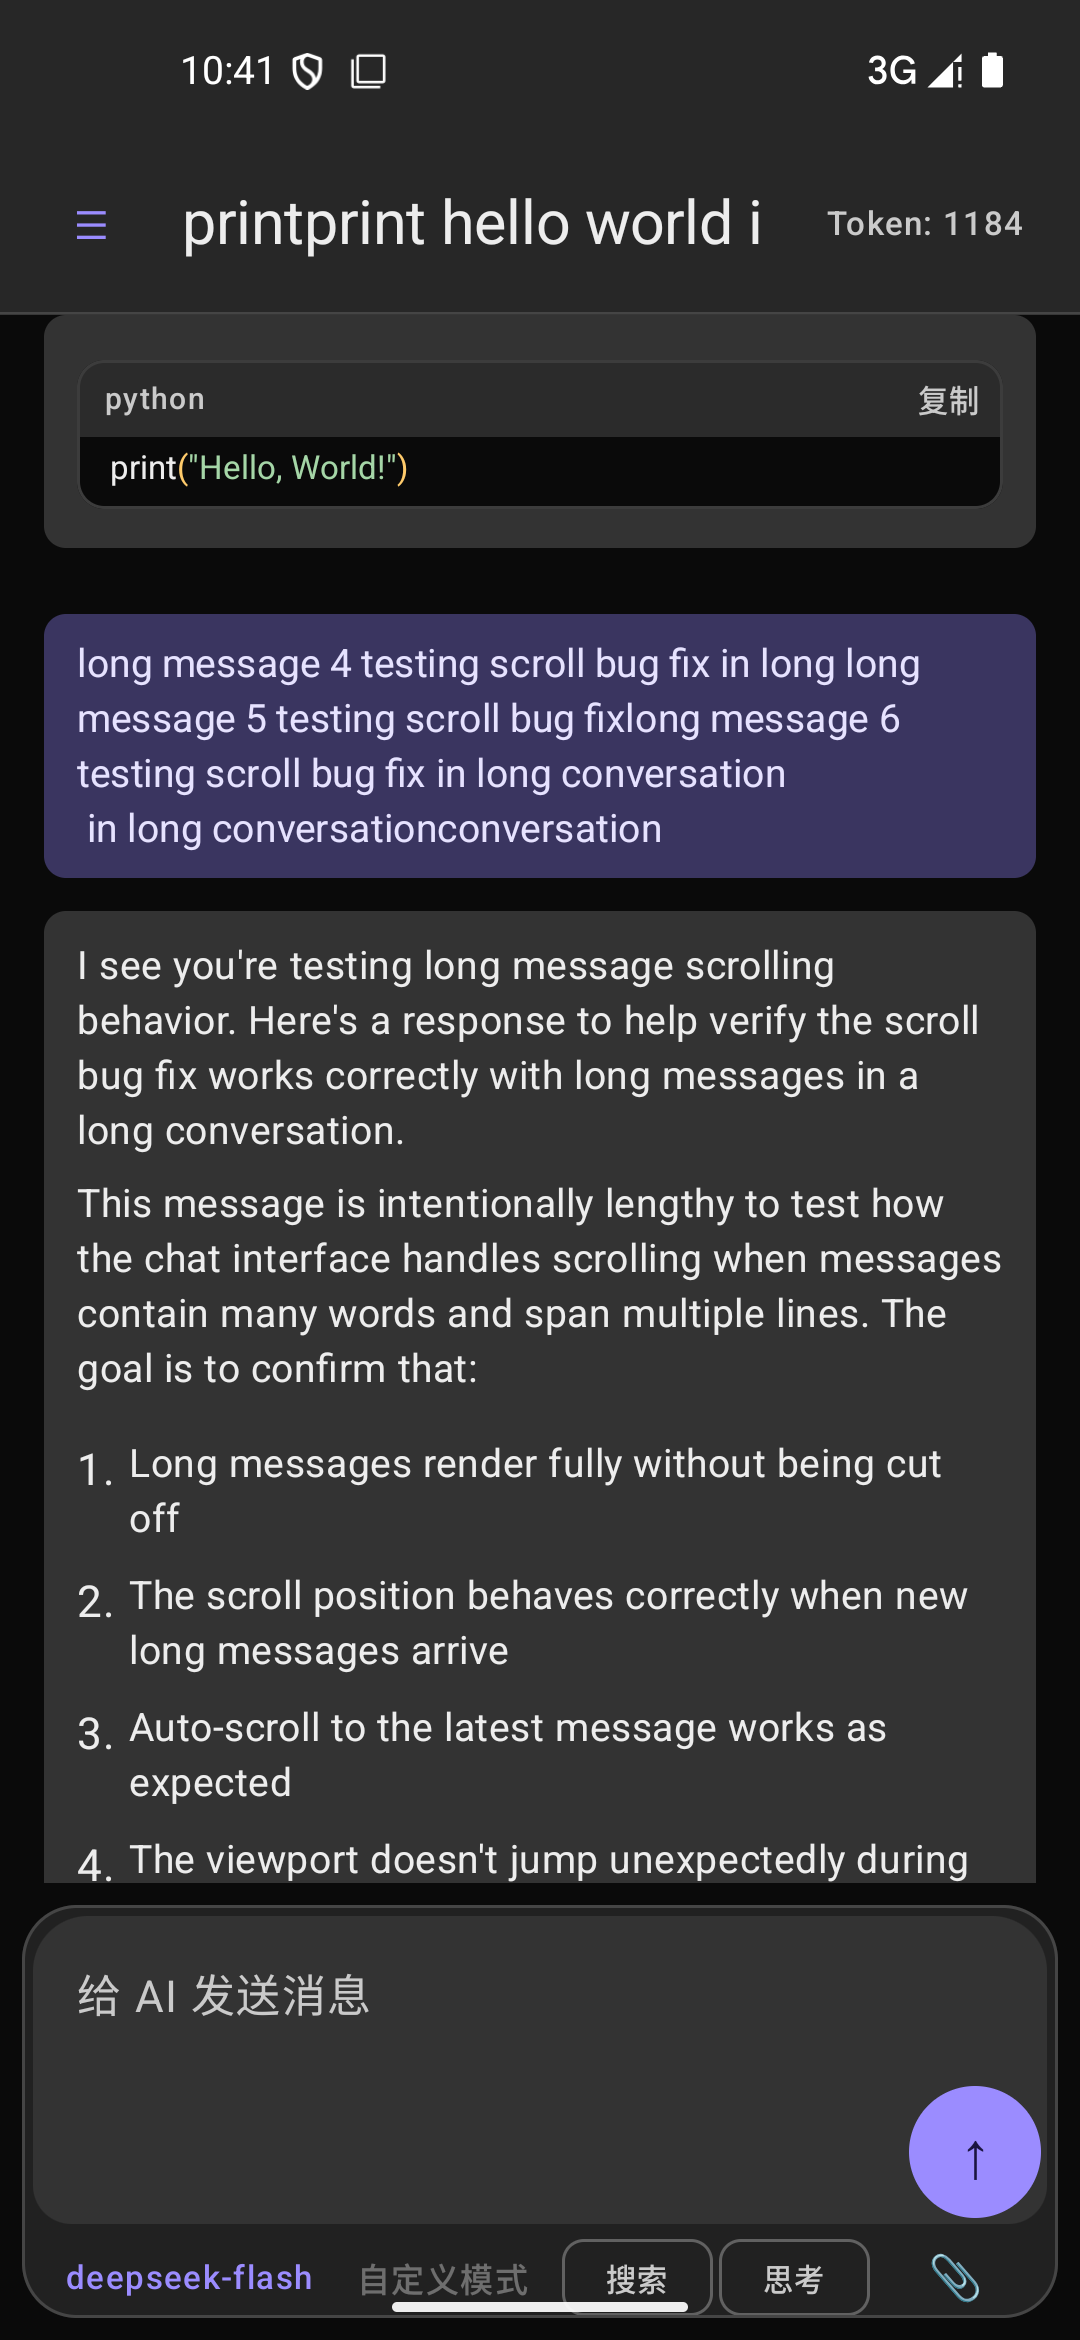 10:41
3G
☰ printprint hello world i Token: 1184
python 复制
print("Hello, World!")
long message 4 testing scroll bug fix in long long
message 5 testing scroll bug fixlong message 6
testing scroll bug fix in long conversation
in long conversationconversation
I see you're testing long message scrolling
behavior. Here's a response to help verify the scroll
bug fix works correctly with long messages in a
long conversation.
This message is intentionally lengthy to test how
the chat interface handles scrolling when messages
contain many words and span multiple lines. The
goal is to confirm that:
1. Long messages render fully without being cut
off
2. The scroll position behaves correctly when new
long messages arrive
3. Auto-scroll to the latest message works as
expected
4. The viewport doesn't jump unexpectedly during
给 AI 发送消息
↑
deepseek-flash 自定义模式 搜索 思考